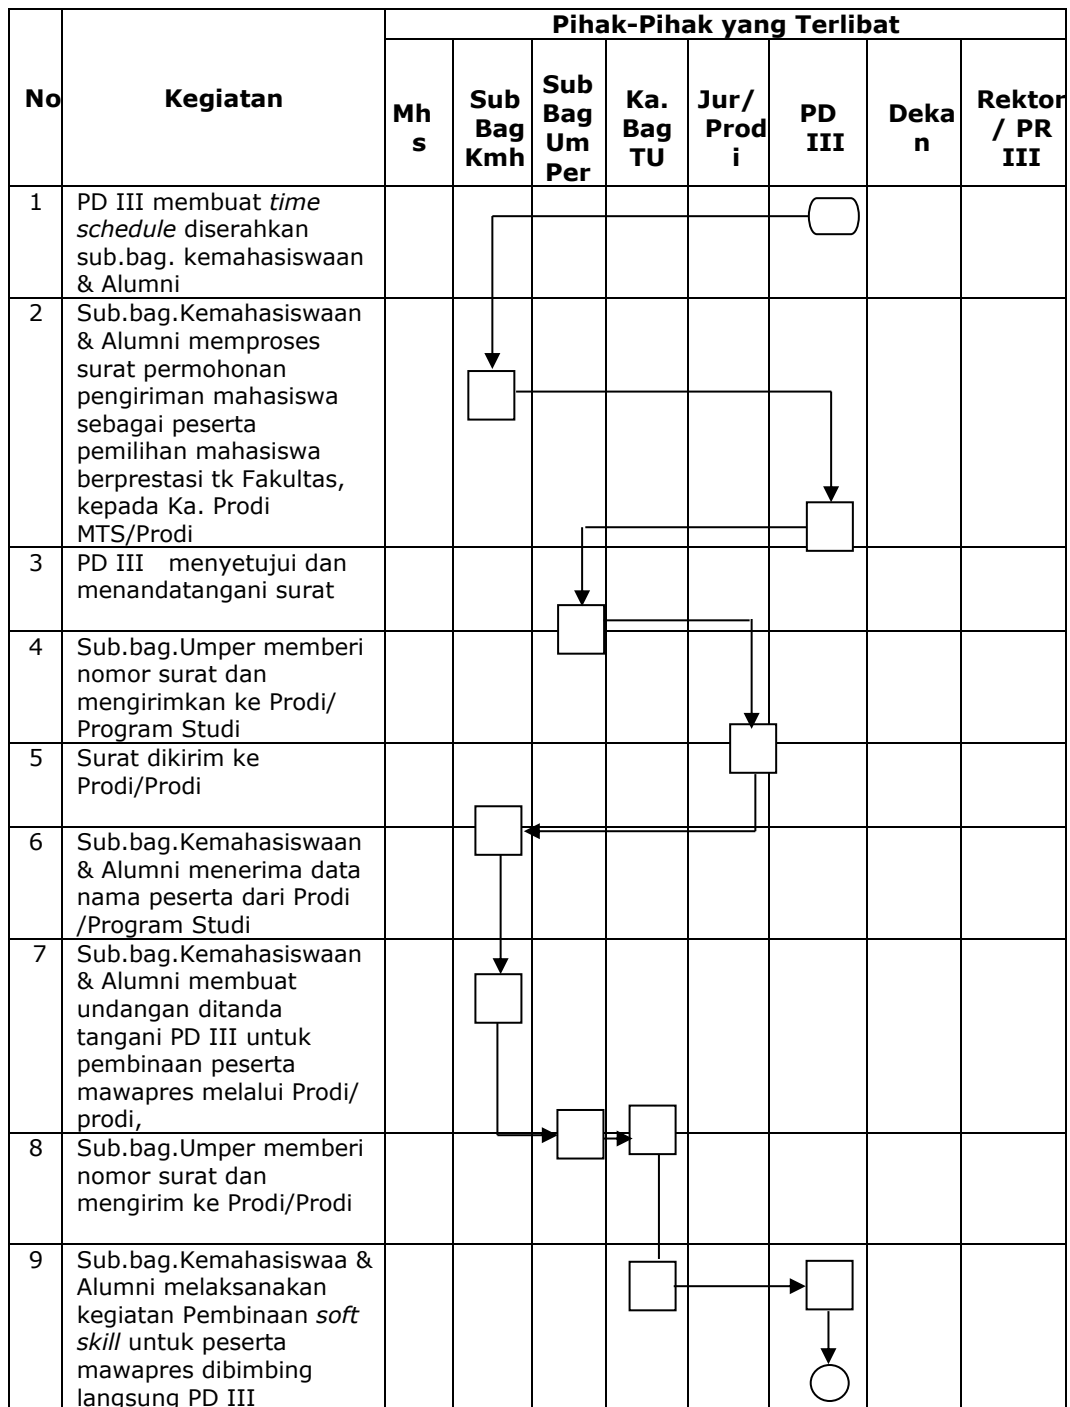 Pihak-Pihak yang Terlibat
No
Kegiatan
Mh
s
Sub
Bag
Kmh
Sub
Bag
Um
Per
Ka.
Bag
TU
Jur/
Prod
i
PD
III
Deka
n
Rektor
/ PR
III
1
PD III membuat time
schedule diserahkan
sub.bag. kemahasiswaan
& Alumni
2
Sub.bag.Kemahasiswaan
& Alumni memproses
surat permohonan
pengiriman mahasiswa
sebagai peserta
pemilihan mahasiswa
berprestasi tk Fakultas,
kepada Ka. Prodi
MTS/Prodi
3
PD III menyetujui dan
menandatangani surat
4
Sub.bag.Umper memberi
nomor surat dan
mengirimkan ke Prodi/
Program Studi
5
Surat dikirim ke
Prodi/Prodi
6
Sub.bag.Kemahasiswaan
& Alumni menerima data
nama peserta dari Prodi
/Program Studi
7
Sub.bag.Kemahasiswaan
& Alumni membuat
undangan ditanda
tangani PD III untuk
pembinaan peserta
mawapres melalui Prodi/
prodi,
8
Sub.bag.Umper memberi
nomor surat dan
mengirim ke Prodi/Prodi
9
Sub.bag.Kemahasiswaa &
Alumni melaksanakan
kegiatan Pembinaan soft
skill untuk peserta
mawapres dibimbing
langsung PD III